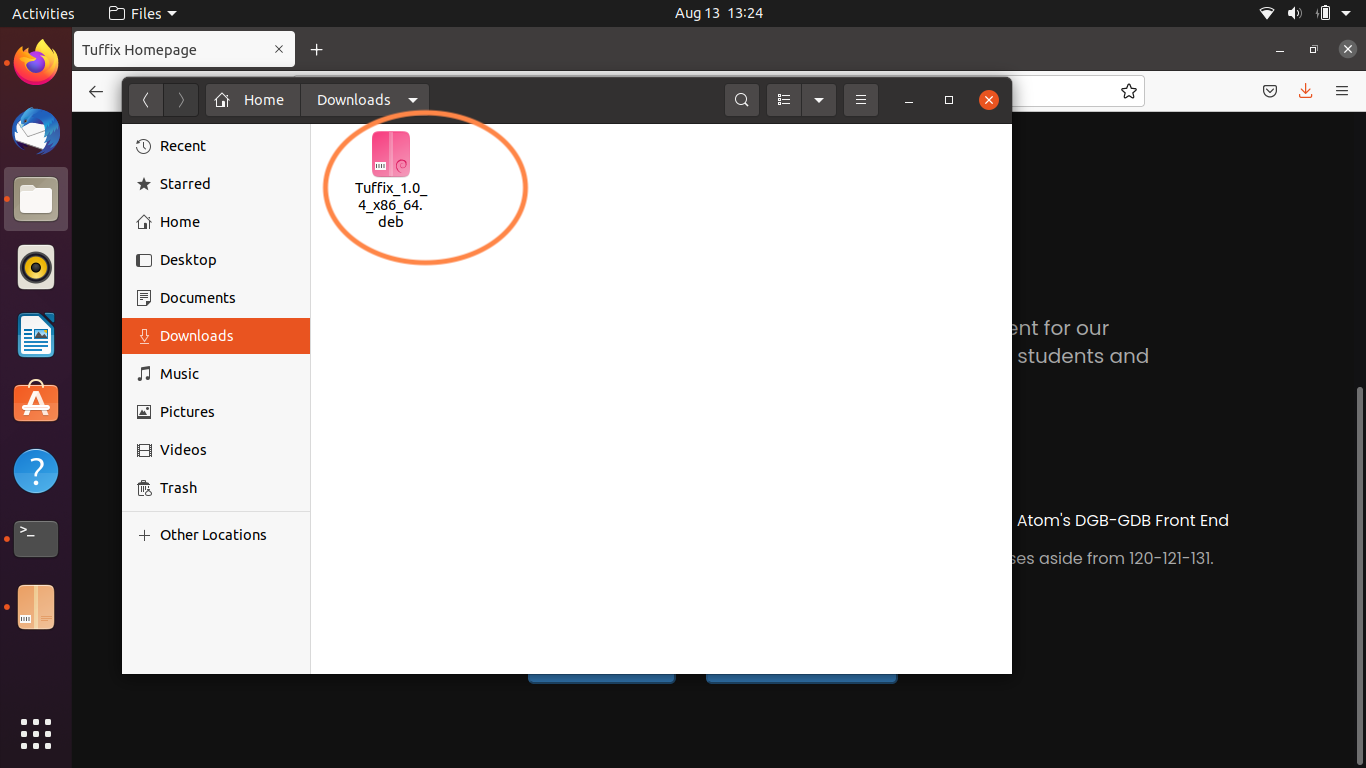 Activities
Files
Aug 13 13:24
Tuffix Homepage
Home
Downloads
Recent
Starred
Home
Desktop
Documents
Downloads
Music
Pictures
Videos
Trash
Other Locations
Tuffix_1.0_
4_x86_64.
deb
ent for our
students and
Atom's DGB-GDB Front End
ses aside from 120-121-131.